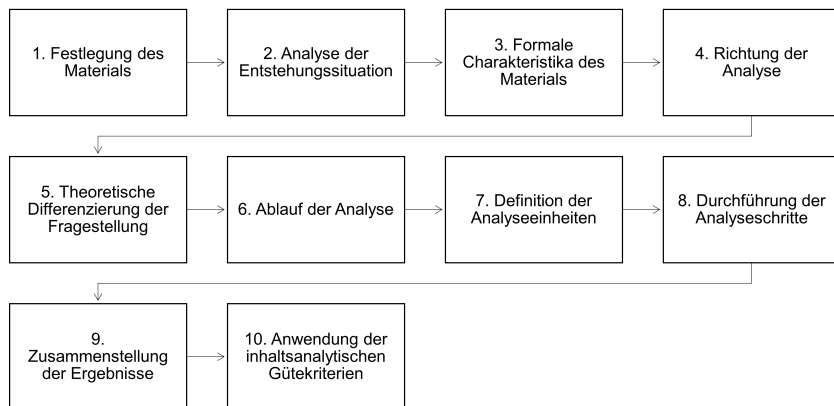 1. Festlegung des
Materials
2. Analyse der
Entstehungssituation
3. Formale
Charakteristika des
Materials
4. Richtung der
Analyse
5. Theoretische
Differenzierung der
Fragestellung
6. Ablauf der Analyse
7. Definition der
Analyseeinheiten
8. Durchführung der
Analyseschritte
9.
Zusammenstellung
der Ergebnisse
10. Anwendung der
inhaltsanalytischen
Gütekriterien